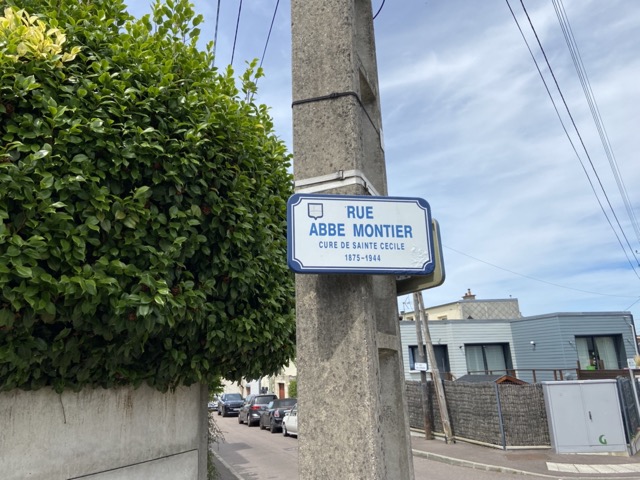 RUE
ABBE MONTIER
CURE DE SAINTE CECILE
1875-1944